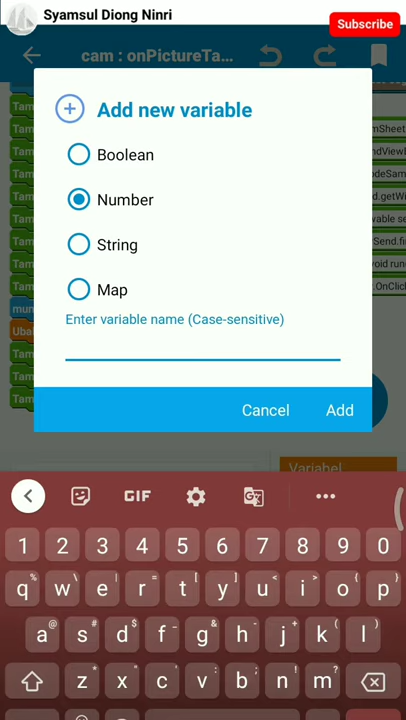 Syamsul Diong Ninri
Subscribe
cam : onPictureTa...
Add new variable
Boolean
Number
String
Map
Enter variable name (Case-sensitive)
Cancel
Add
Variabel
GIF
1 2 3 4 5 6 7 8 9 0
q w e r t y u i o p
a s d f g h j k l
z x c v b n m